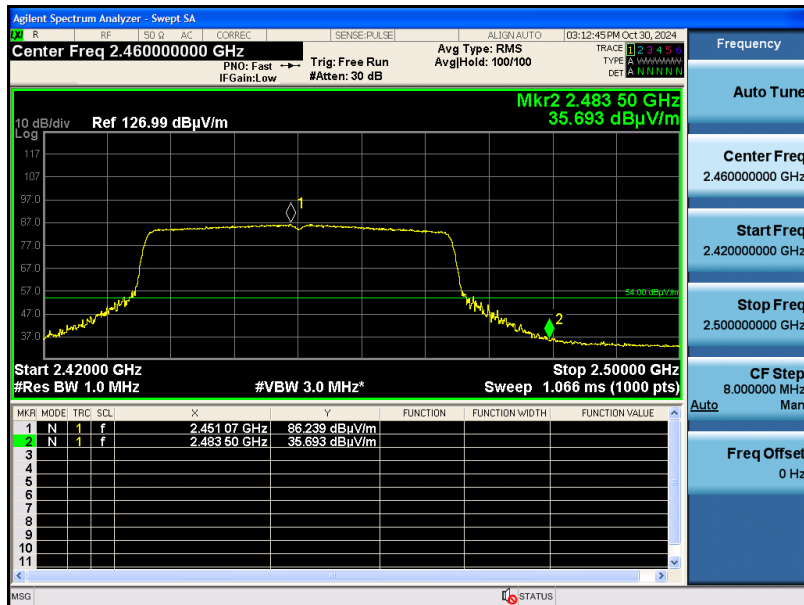 Agilent Spectrum Analyzer - Swept SA
LXI R RF 50 Ω AC CORREC SENSE:PULSE ALIGN AUTO 03:12:45 PM Oct 30, 2024
Center Freq 2.460000000 GHz
PNO: Fast
IFGain:Low
Trig: Free Run
#Atten: 30 dB
Avg Type: RMS
Avg|Hold: 100/100
TRACE 1 2 3 4 5 6
TYPE A WWWWW
DET A N N N N N
Mkr2 2.483 50 GHz
35.693 dBµV/m
10 dB/div Ref 126.99 dBµV/m
Log
117
107
97.0
87.0
77.0
67.0
57.0
47.0
37.0
1
54.00 dBµV/m
2
Start 2.42000 GHz Stop 2.50000 GHz
#Res BW 1.0 MHz #VBW 3.0 MHz* Sweep 1.066 ms (1000 pts)
MKR MODE TRC SCL X Y FUNCTION FUNCTION WIDTH FUNCTION VALUE
1 N 1 f 2.451 07 GHz 86.239 dBµV/m
2 N 1 f 2.483 50 GHz 35.693 dBµV/m
3
4
5
6
7
8
9
10
11
MSG STATUS
Frequency
Auto Tune
Center Freq
2.460000000 GHz
Start Freq
2.420000000 GHz
Stop Freq
2.500000000 GHz
CF Step
8.000000 MHz
Auto Man
Freq Offset
0 Hz